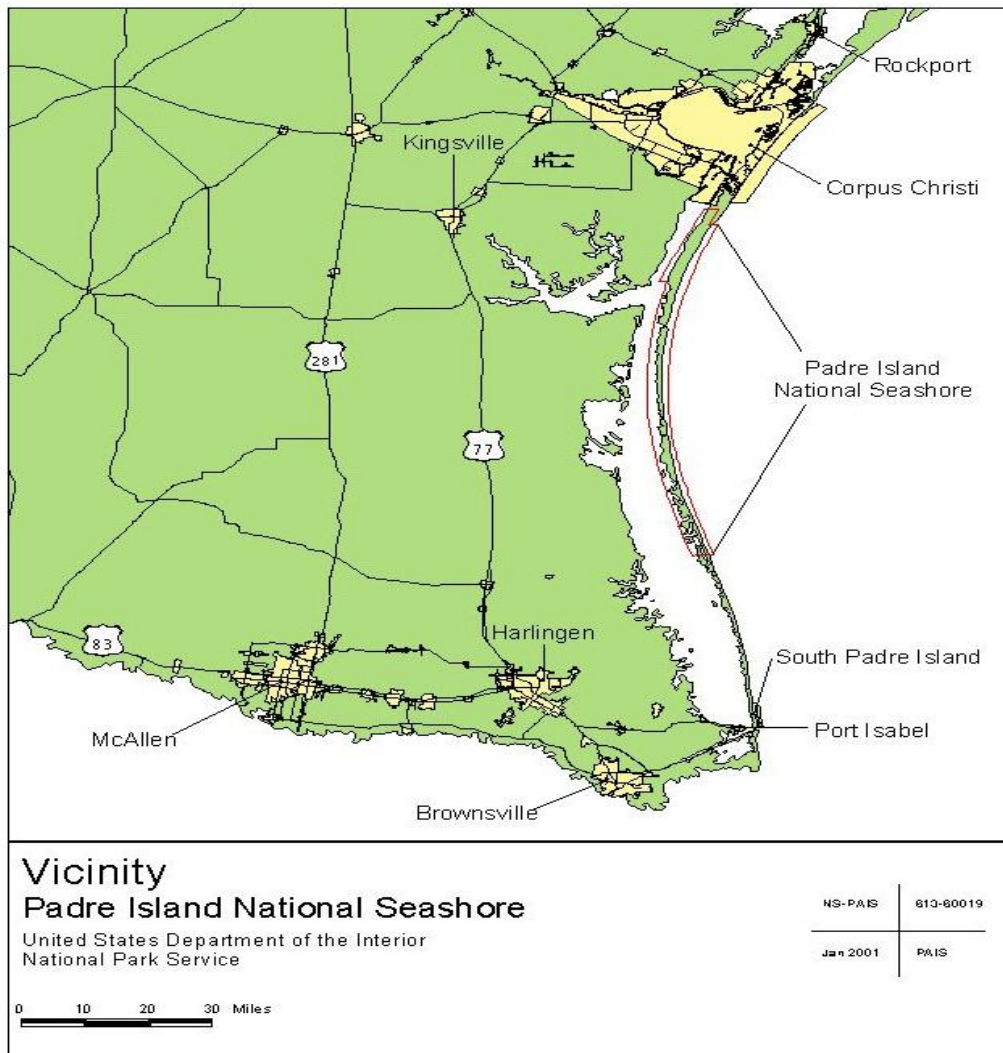 Rockport
Kingsville
Corpus Christi
Padre Island
National Seashore
281
77
83
Harlingen
South Padre Island
McAllen
Port Isabel
Brownsville
Vicinity
Padre Island National Seashore
United States Department of the Interior
National Park Service
NS-PAIS 613-60019
Jan 2001 PAIS
0 10 20 30 Miles